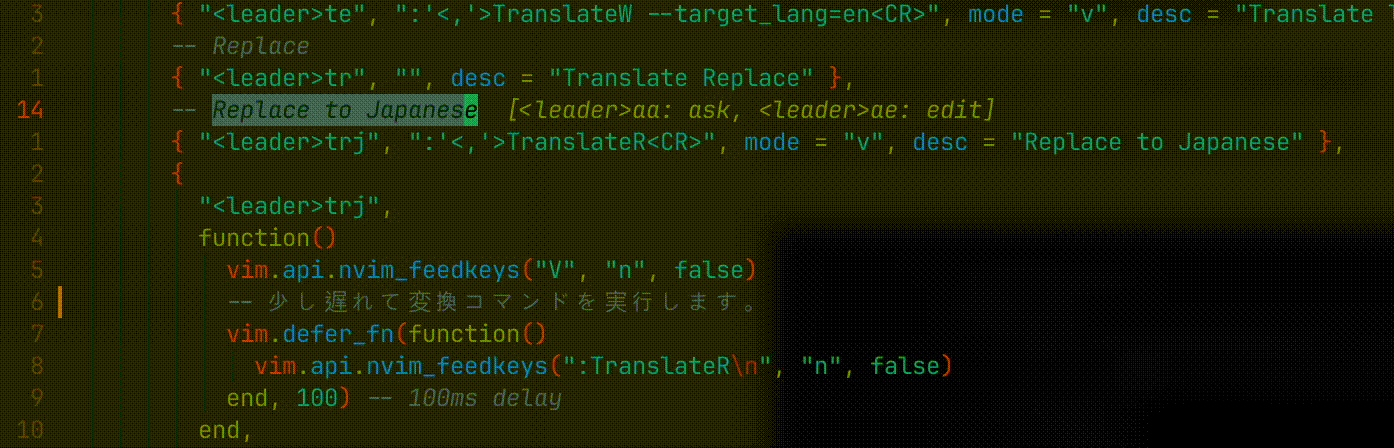 3 { "<leader>te", ":'<,'>TranslateW --target_lang=en<CR>", mode = "v", desc = "Translate
2 -- Replace
1 { "<leader>tr", "", desc = "Translate Replace" },
14 -- Replace to Japanese [<leader>aa: ask, <leader>ae: edit]
1 { "<leader>trj", ":'<,'>TranslateR<CR>", mode = "v", desc = "Replace to Japanese" },
2 {
3 "<leader>trj",
4 function()
5 vim.api.nvim_feedkeys("V", "n", false)
6 -- 少し遅れて変換コマンドを実行します。
7 vim.defer_fn(function()
8 vim.api.nvim_feedkeys(":TranslateR\n", "n", false)
9 end, 100) -- 100ms delay
10 end,